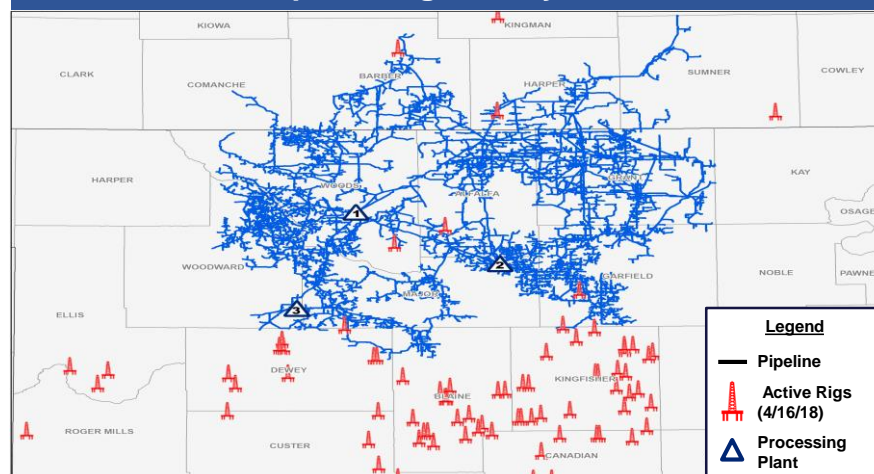 KIOWA
KINGMAN
CLARK
COMANCHE
BARBER
HARPER
SUMNER
COWLEY
HARPER
WOODS
ALFALFA
GRANT
KAY
OSAGE
1
2
3
WOODWARD
MAJOR
GARFIELD
NOBLE
PAWNE
ELLIS
DEWEY
BLAINE
KINGFISHER
ROGER MILLS
CUSTER
CANADIAN
Legend
Pipeline
Active Rigs
(4/16/18)
Processing
Plant